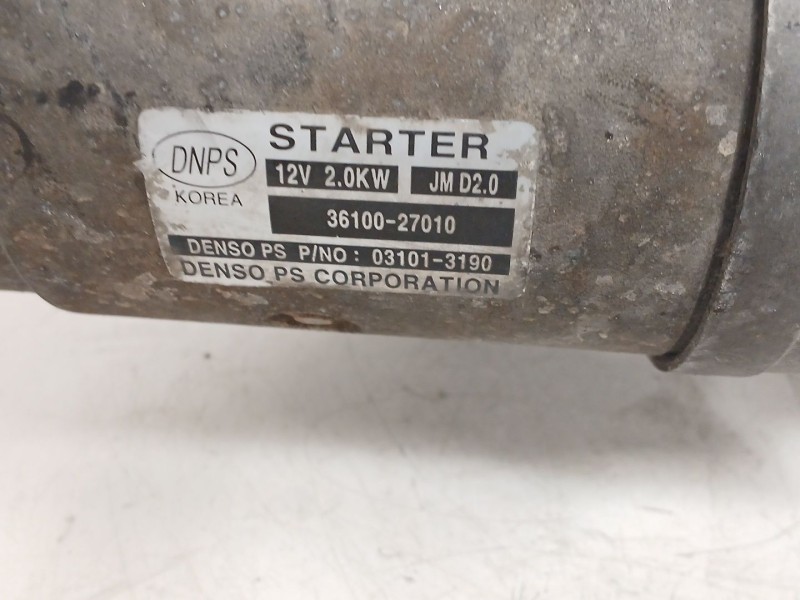 STARTER
DNPS
KOREA
12V 2.0KW JM D2.0
36100-27010
DENSO PS P/NO: 03101-3190
DENSO PS CORPORATION